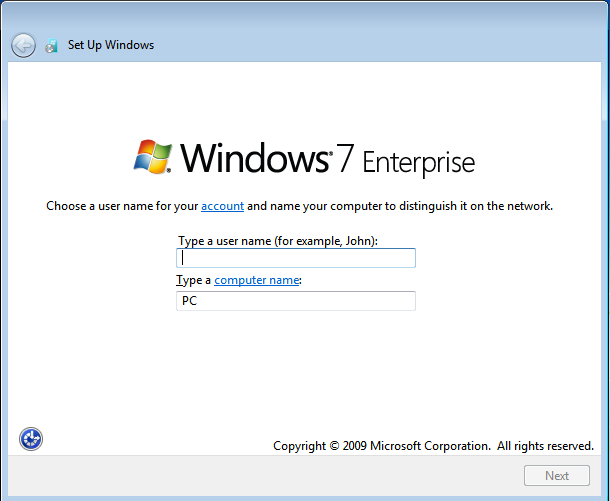 Set Up Windows
Windows 7 Enterprise
Choose a user name for your account and name your computer to distinguish it on the network.
Type a user name (for example, John):
Type a computer name:
PC
Copyright © 2009 Microsoft Corporation. All rights reserved.
Next